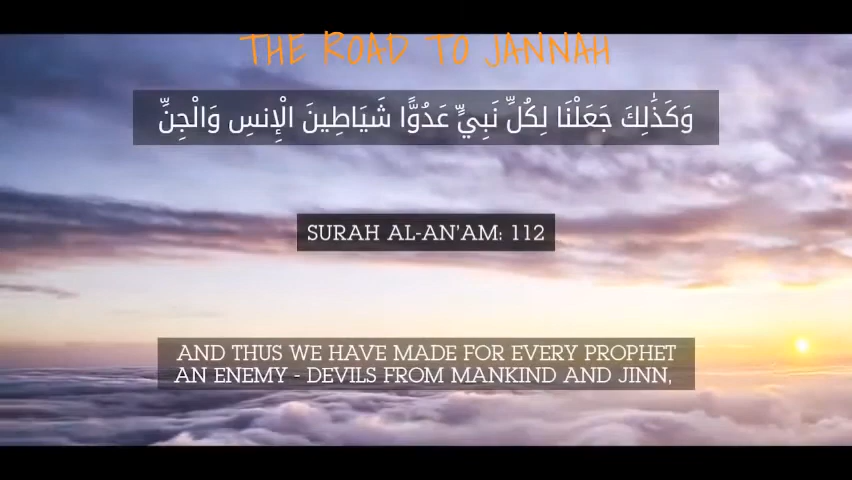 THE ROAD TO JANNAH
وَكَذَٰلِكَ جَعَلْنَا لِكُلِّ نَبِيٍّ عَدُوًّا شَيَاطِينَ الْإِنسِ وَالْجِنِّ
SURAH AL-AN'AM: 112
AND THUS WE HAVE MADE FOR EVERY PROPHET
AN ENEMY - DEVILS FROM MANKIND AND JINN,